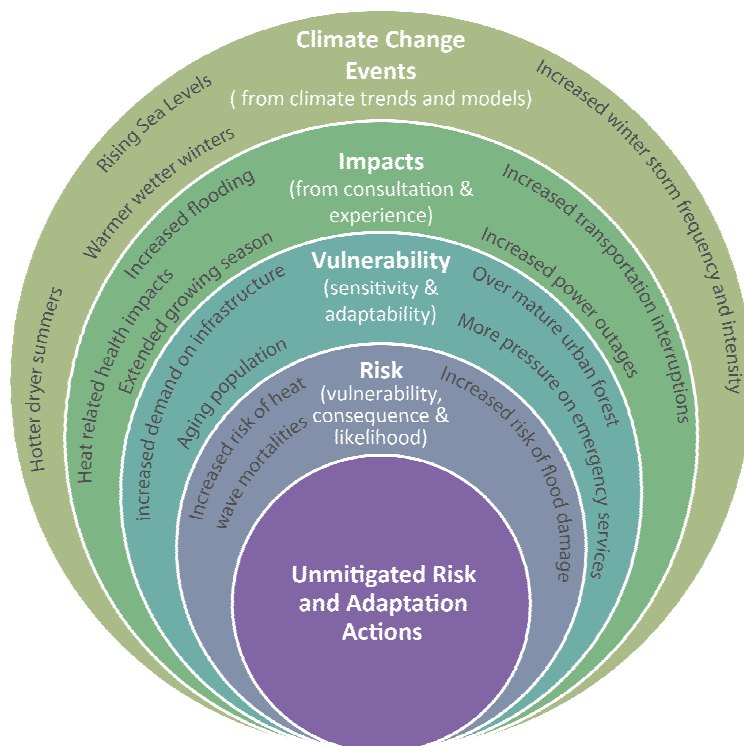 Climate Change
Events
( from climate trends and models)
Rising Sea Levels
Warmer wetter winters
Hotter dryer summers
Increased winter storm frequency and intensity
Impacts
(from consultation &
experience)
Increased flooding
Heat related health impacts
Extended growing season
Increased transportation interruptions
Increased power outages
Vulnerability
(sensitivity &
adaptability)
increased demand on infrastructure
Aging population
Over mature urban forest
More pressure on emergency services
Risk
(vulnerability,
consequence &
likelihood)
Increased risk of heat
wave mortalities
Increased risk of flood damage
Unmitigated Risk
and Adaptation
Actions